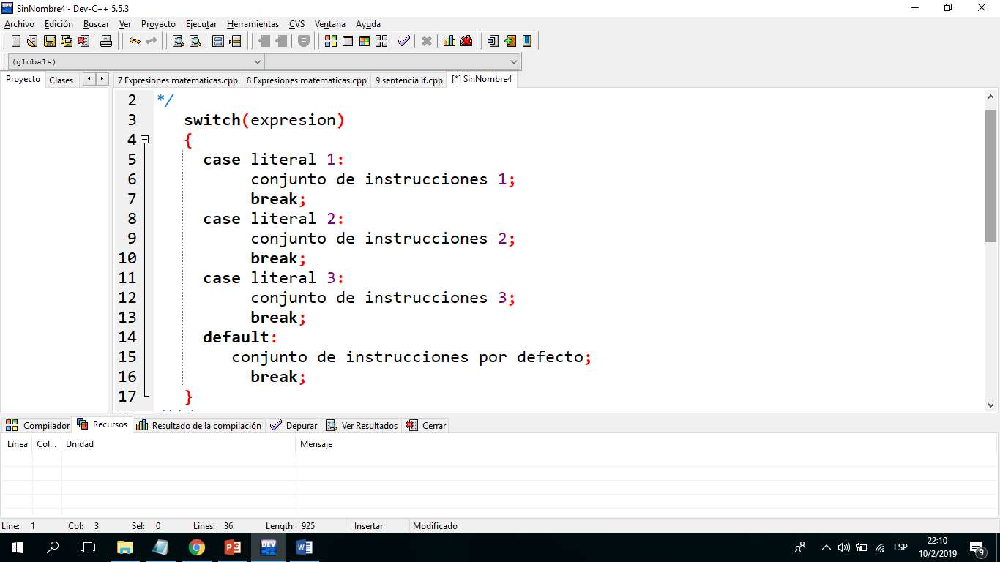 SinNombre4 - Dev-C++ 5.5.3
Archivo Edición Buscar Ver Proyecto Ejecutar Herramientas CVS Ventana Ayuda
(globals)
Proyecto Clases 7 Expresiones matematicas.cpp 8 Expresiones matematicas.cpp 9 sentencia if.cpp [*] SinNombre4
2 */
3 switch(expresion)
4 {
5 case literal 1:
6 conjunto de instrucciones 1;
7 break;
8 case literal 2:
9 conjunto de instrucciones 2;
10 break;
11 case literal 3:
12 conjunto de instrucciones 3;
13 break;
14 default:
15 conjunto de instrucciones por defecto;
16 break;
17 }
Compilador Recursos Resultado de la compilación Depurar Ver Resultados Cerrar
Línea Col... Unidad Mensaje
Line: 1 Col: 3 Sel: 0 Lines: 36 Length: 925 Insertar Modificado
ESP 22:10
10/2/2019 9